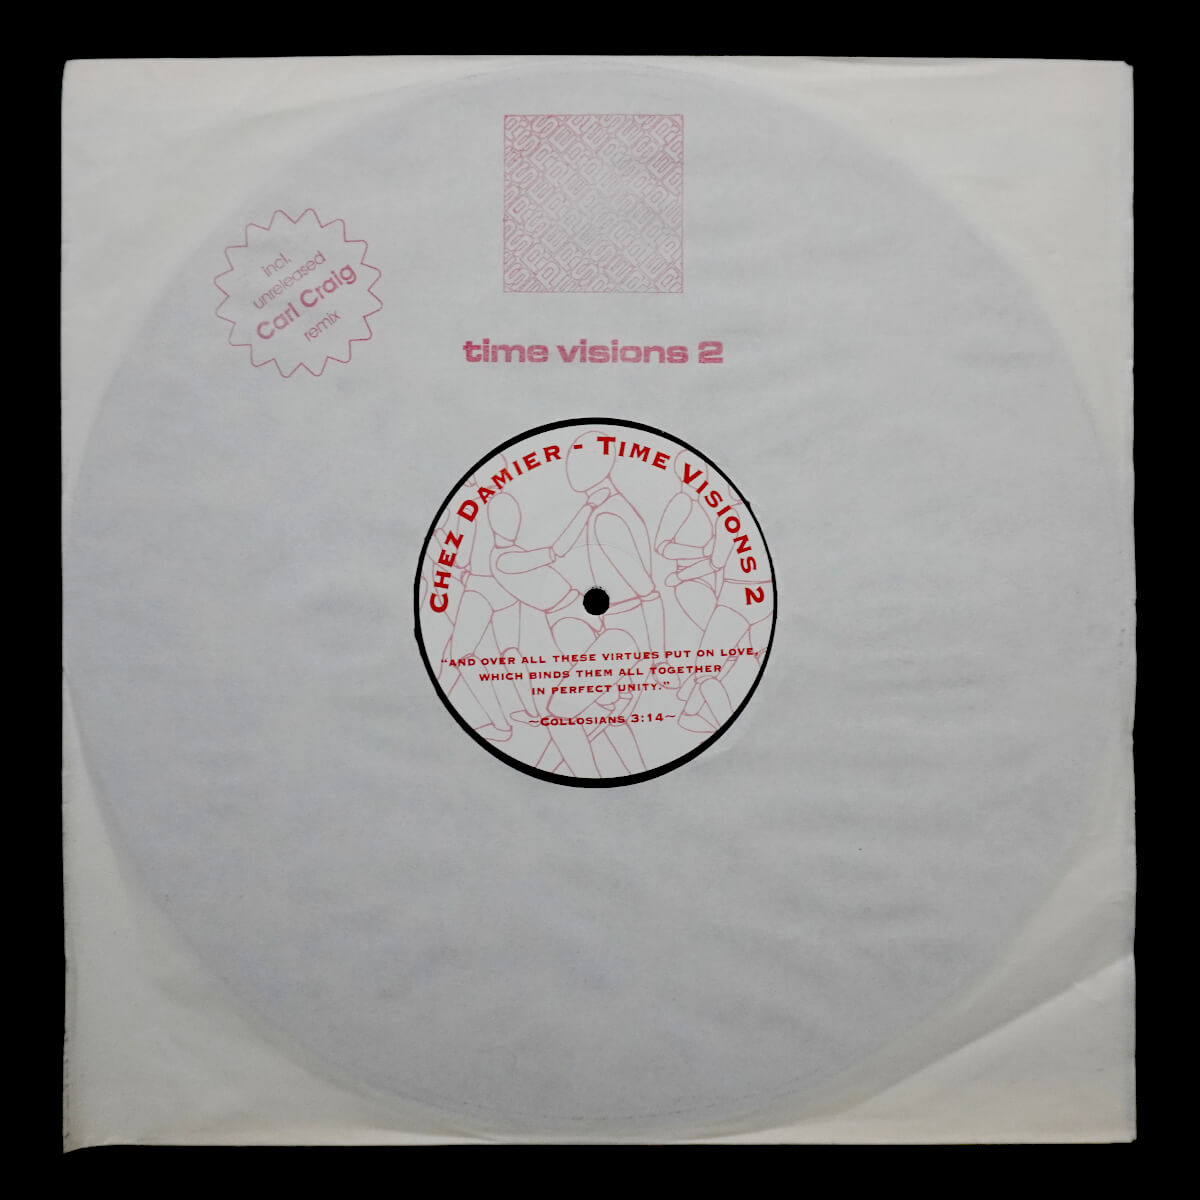 incl.
unreleased
Carl Craig
remix
time visions 2
CHEZ DAMIER - TIME VISIONS 2
"AND OVER ALL THESE VIRTUES PUT ON LOVE,
WHICH BINDS THEM ALL TOGETHER
IN PERFECT UNITY."
~COLLOSIANS 3:14~